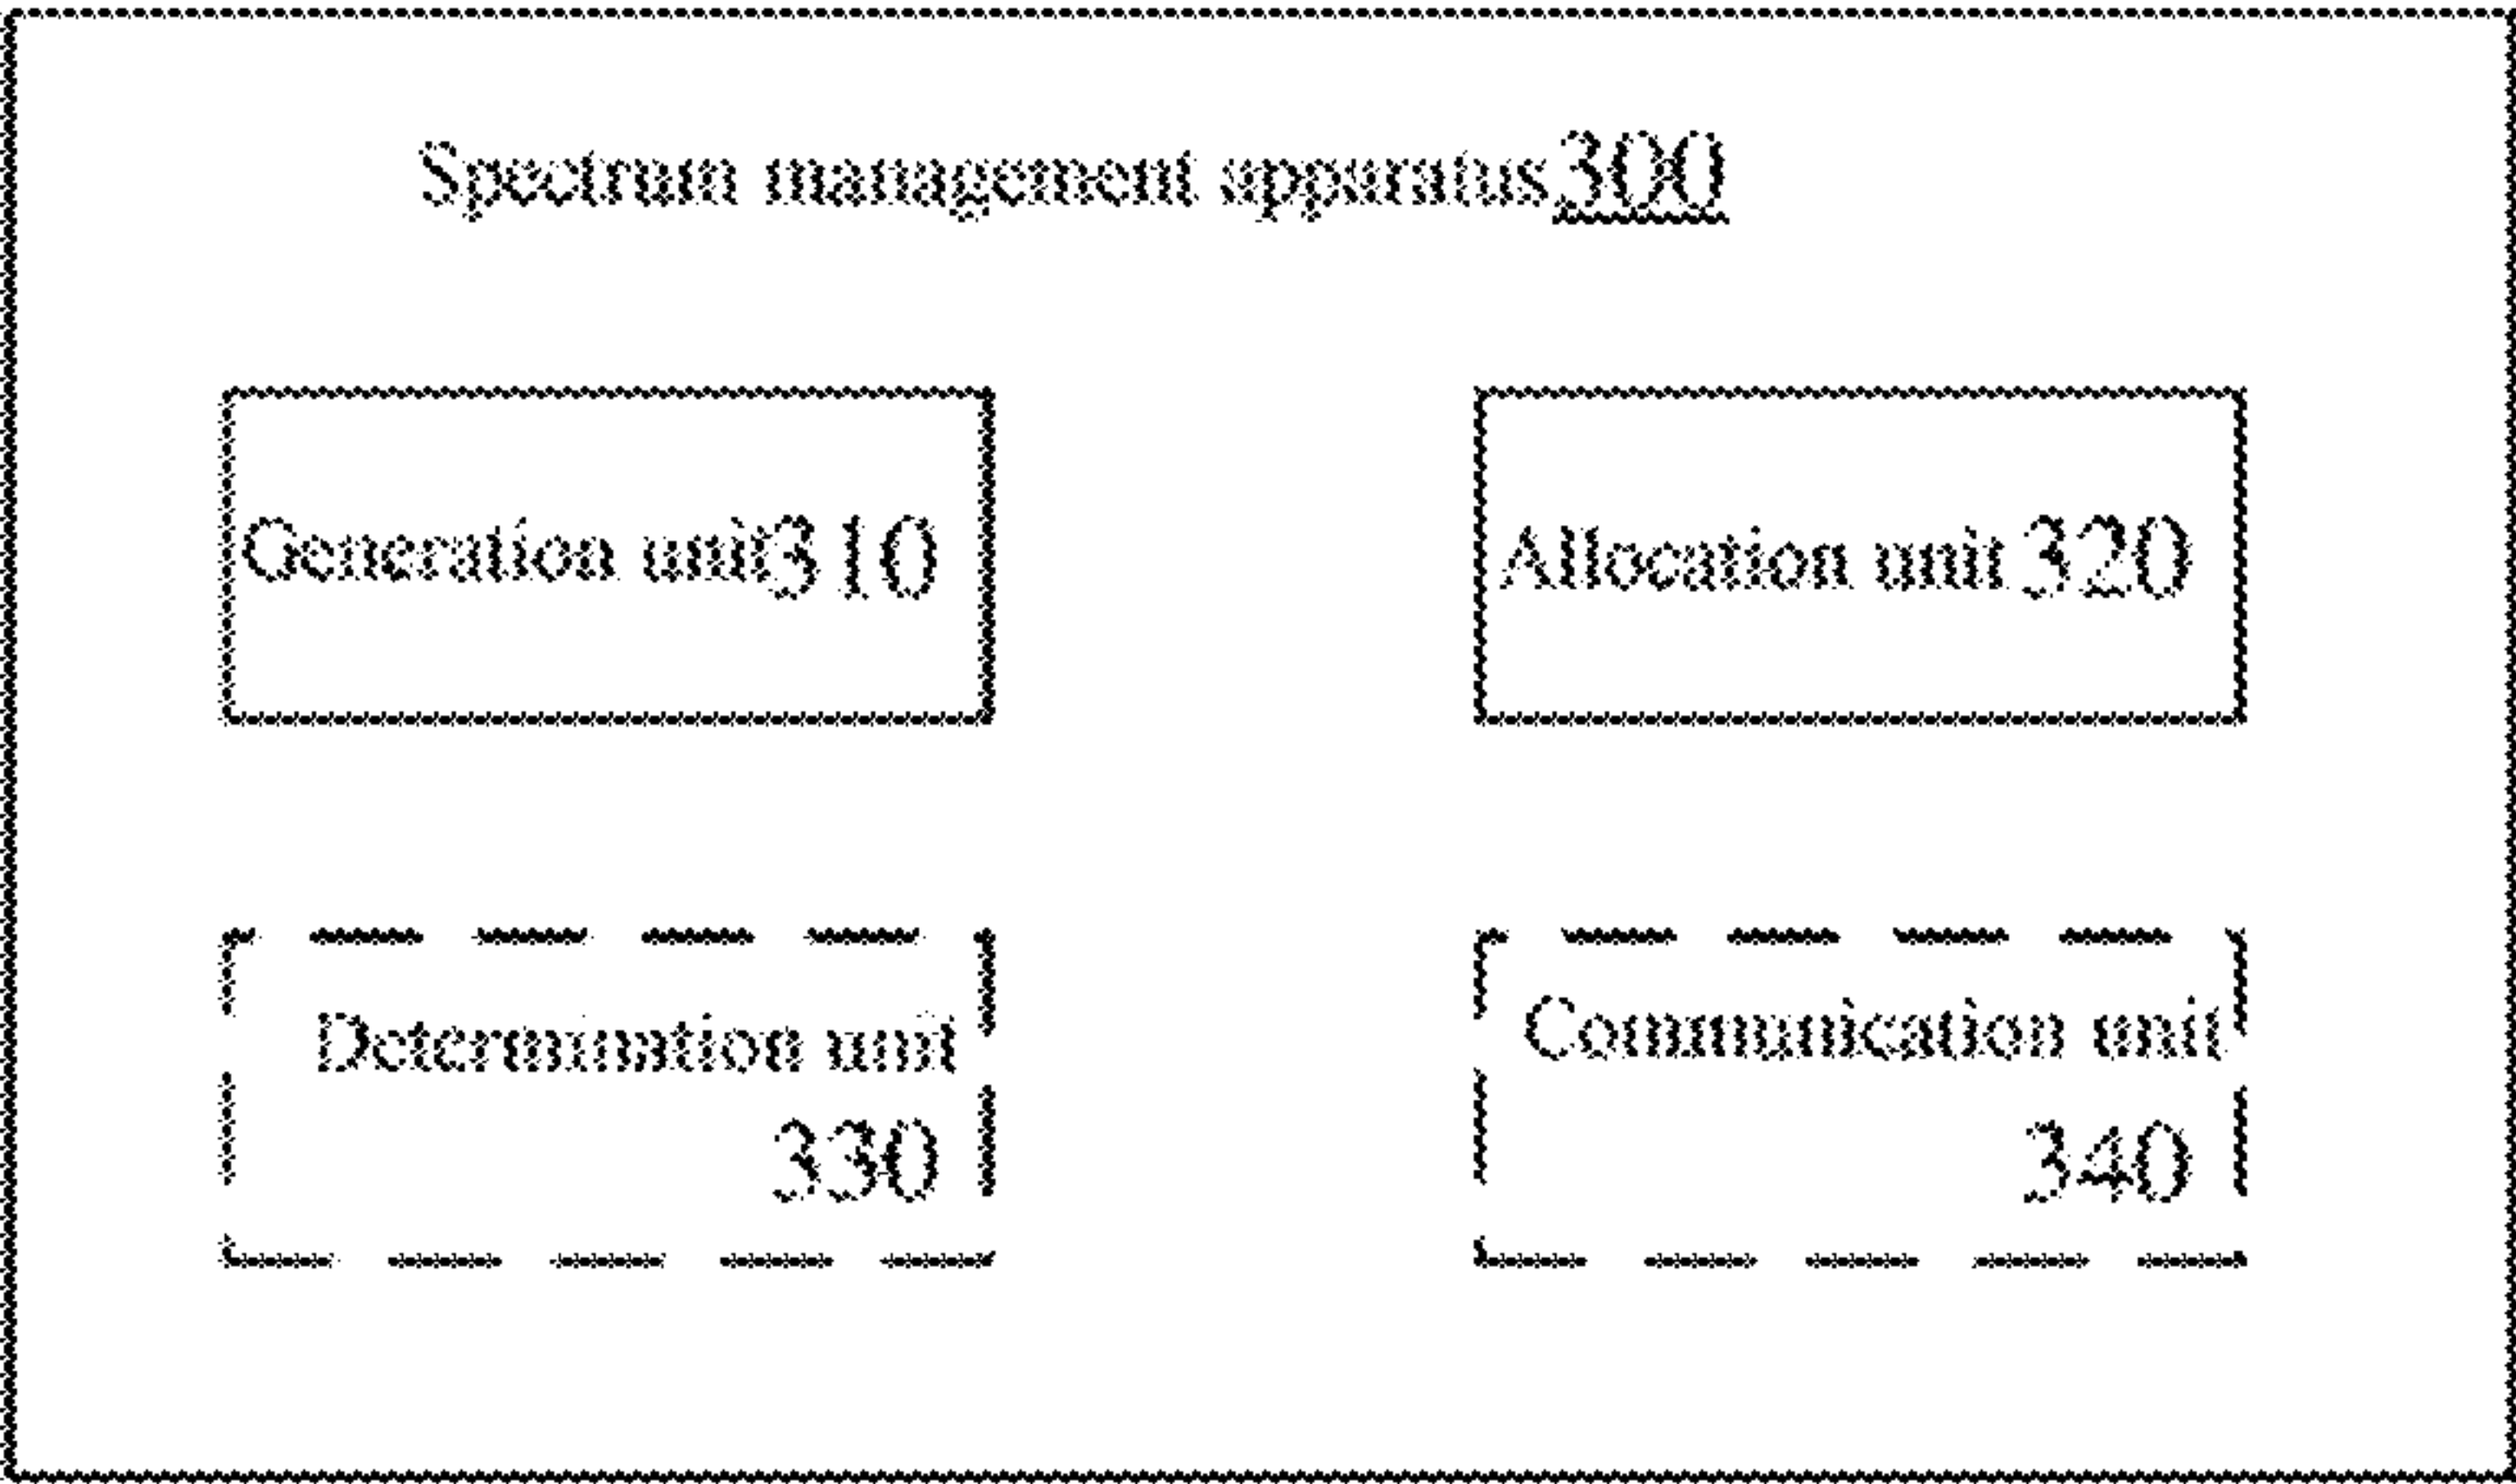 Spectrum management apparatus 300
Generation unit 310
Allocation unit 320
Determination unit
330
Communication unit
340